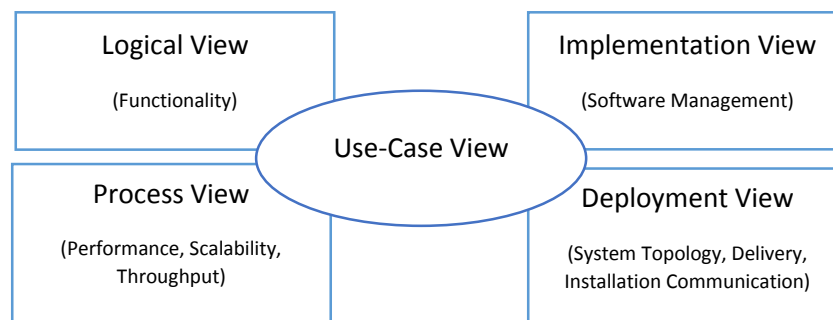 Logical View
(Functionality)
Implementation View
(Software Management)
Use-Case View
Process View
(Performance, Scalability,
Throughput)
Deployment View
(System Topology, Delivery,
Installation Communication)